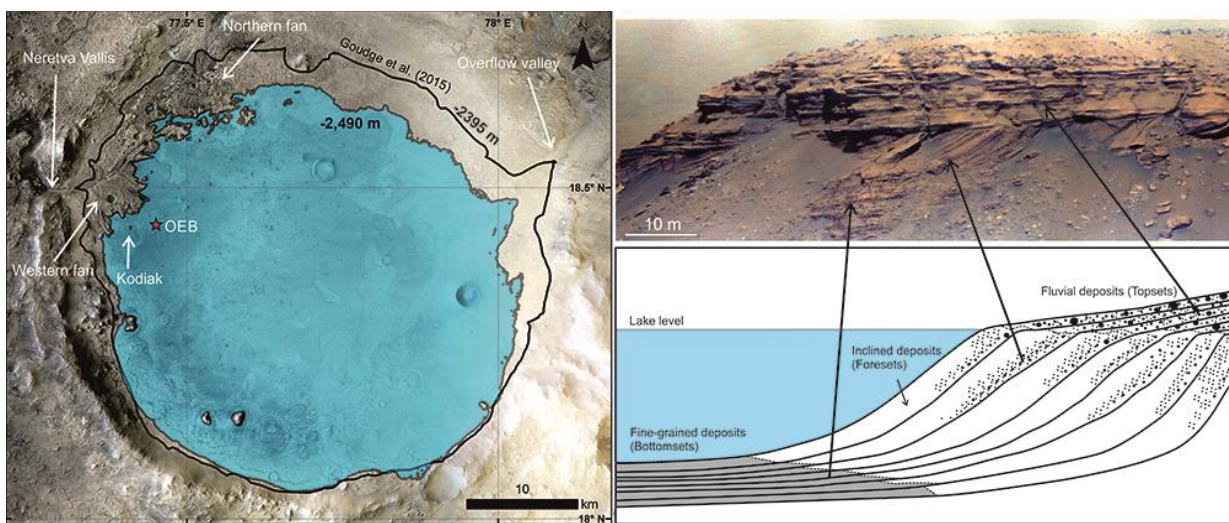 77.5° E
78° E
Northern fan
Neretva Vallis
Goudge et al. (2015)
Overflow valley
-2,490 m
-2395 m
18.5° N
OEB
Western fan
Kodiak
10
km
18° N
10 m
Fluvial deposits (Topsets)
Lake level
Inclined deposits
(Foresets)
Fine-grained deposits
(Bottomsets)